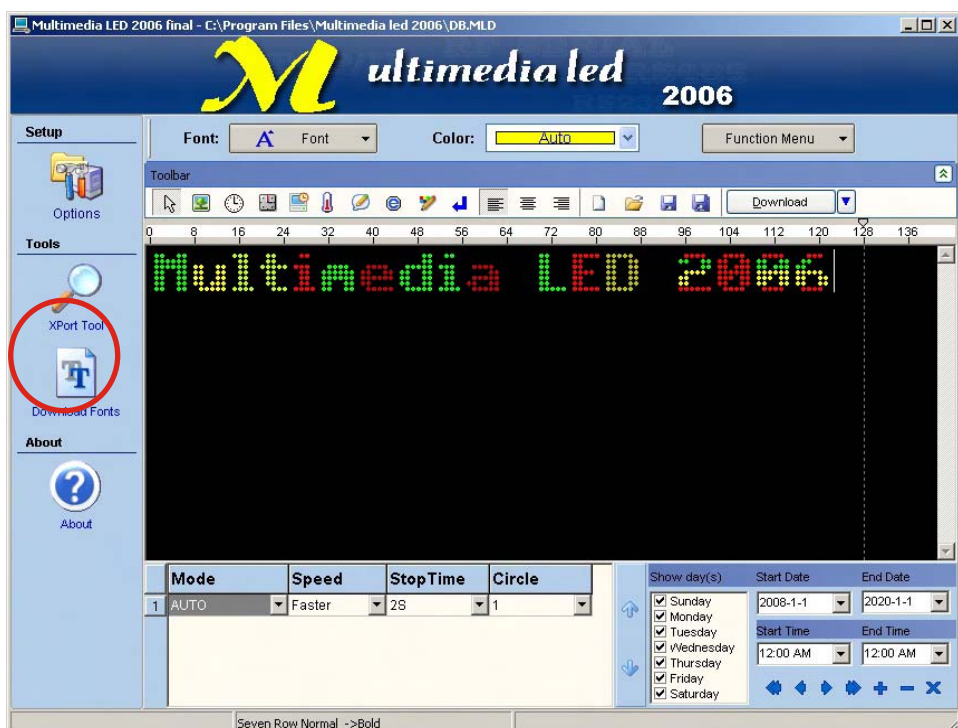 Multimedia LED 2006 final - C:\Program Files\Multimedia led 2006\DB.MLD
Multimedia led
2006
Setup
Font: A Font
Color: Auto
Function Menu
Toolbar
Options
Download
0 8 16 24 32 40 48 56 64 72 80 88 96 104 112 120 128 136
Tools
Multimedia LED 2006
XPort Tool
Download Fonts
About
About
Mode Speed StopTime Circle
1 AUTO Faster 2S 1
Show day(s)
Sunday
Monday
Tuesday
Wednesday
Thursday
Friday
Saturday
Start Date End Date
2008-1-1 2020-1-1
Start Time End Time
12:00 AM 12:00 AM
Seven Row Normal ->Bold